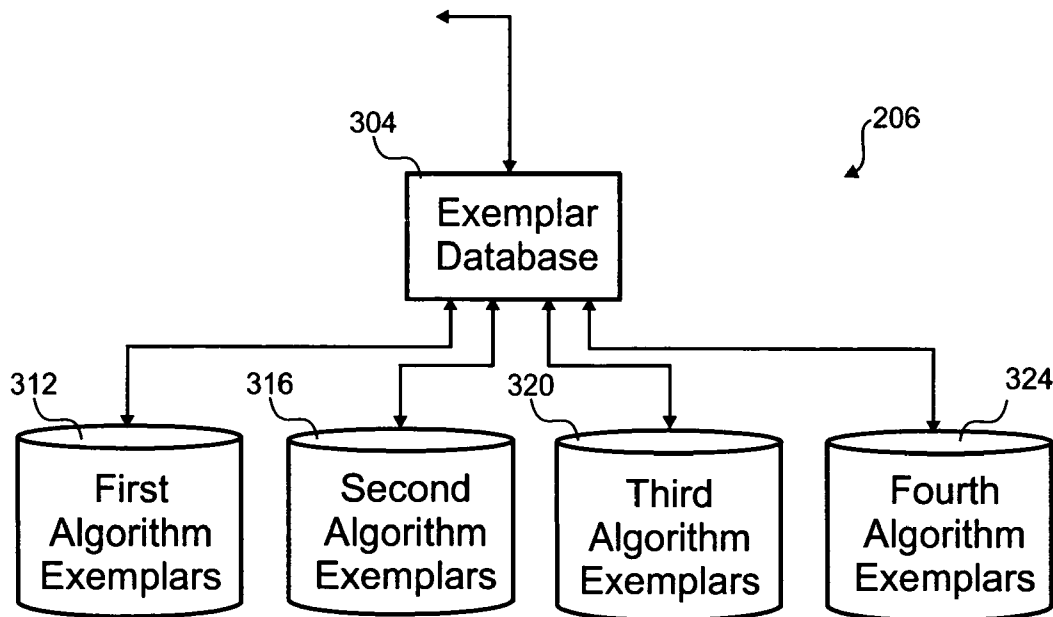 304
206
Exemplar
Database
312
316
320
324
First
Algorithm
Exemplars
Second
Algorithm
Exemplars
Third
Algorithm
Exemplars
Fourth
Algorithm
Exemplars